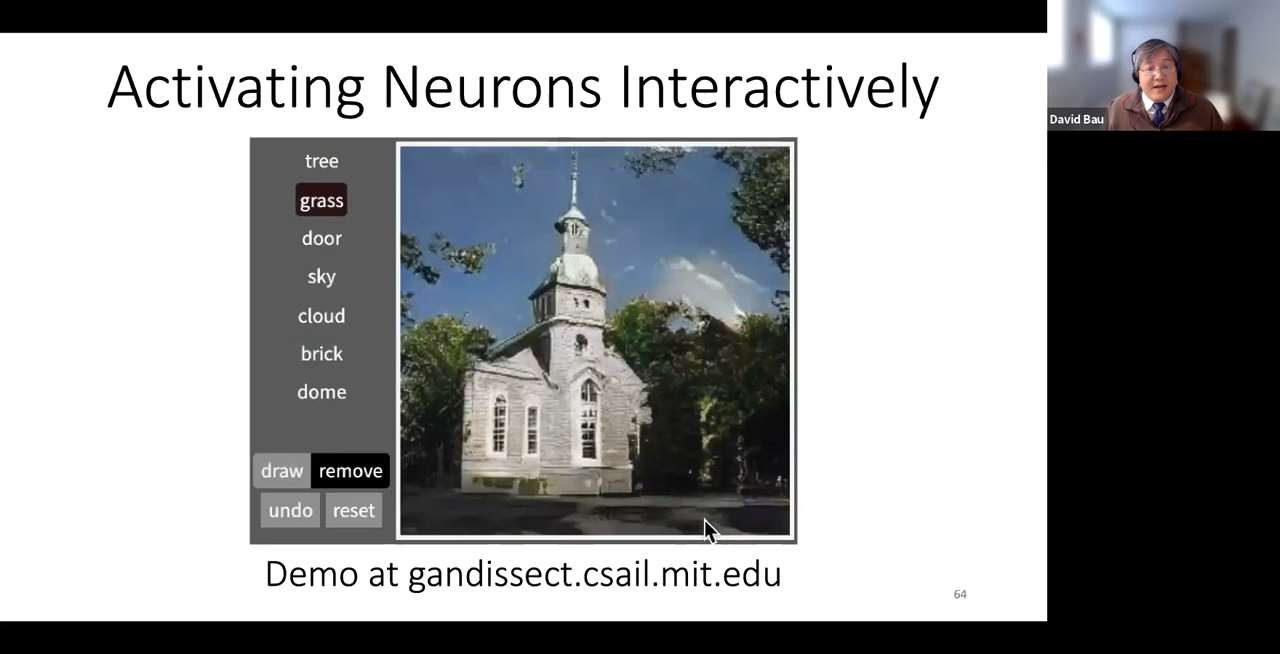 Activating Neurons Interactively
David Bau
tree
grass
door
sky
cloud
brick
dome
draw remove
undo reset
Demo at gandissect.csail.mit.edu
64